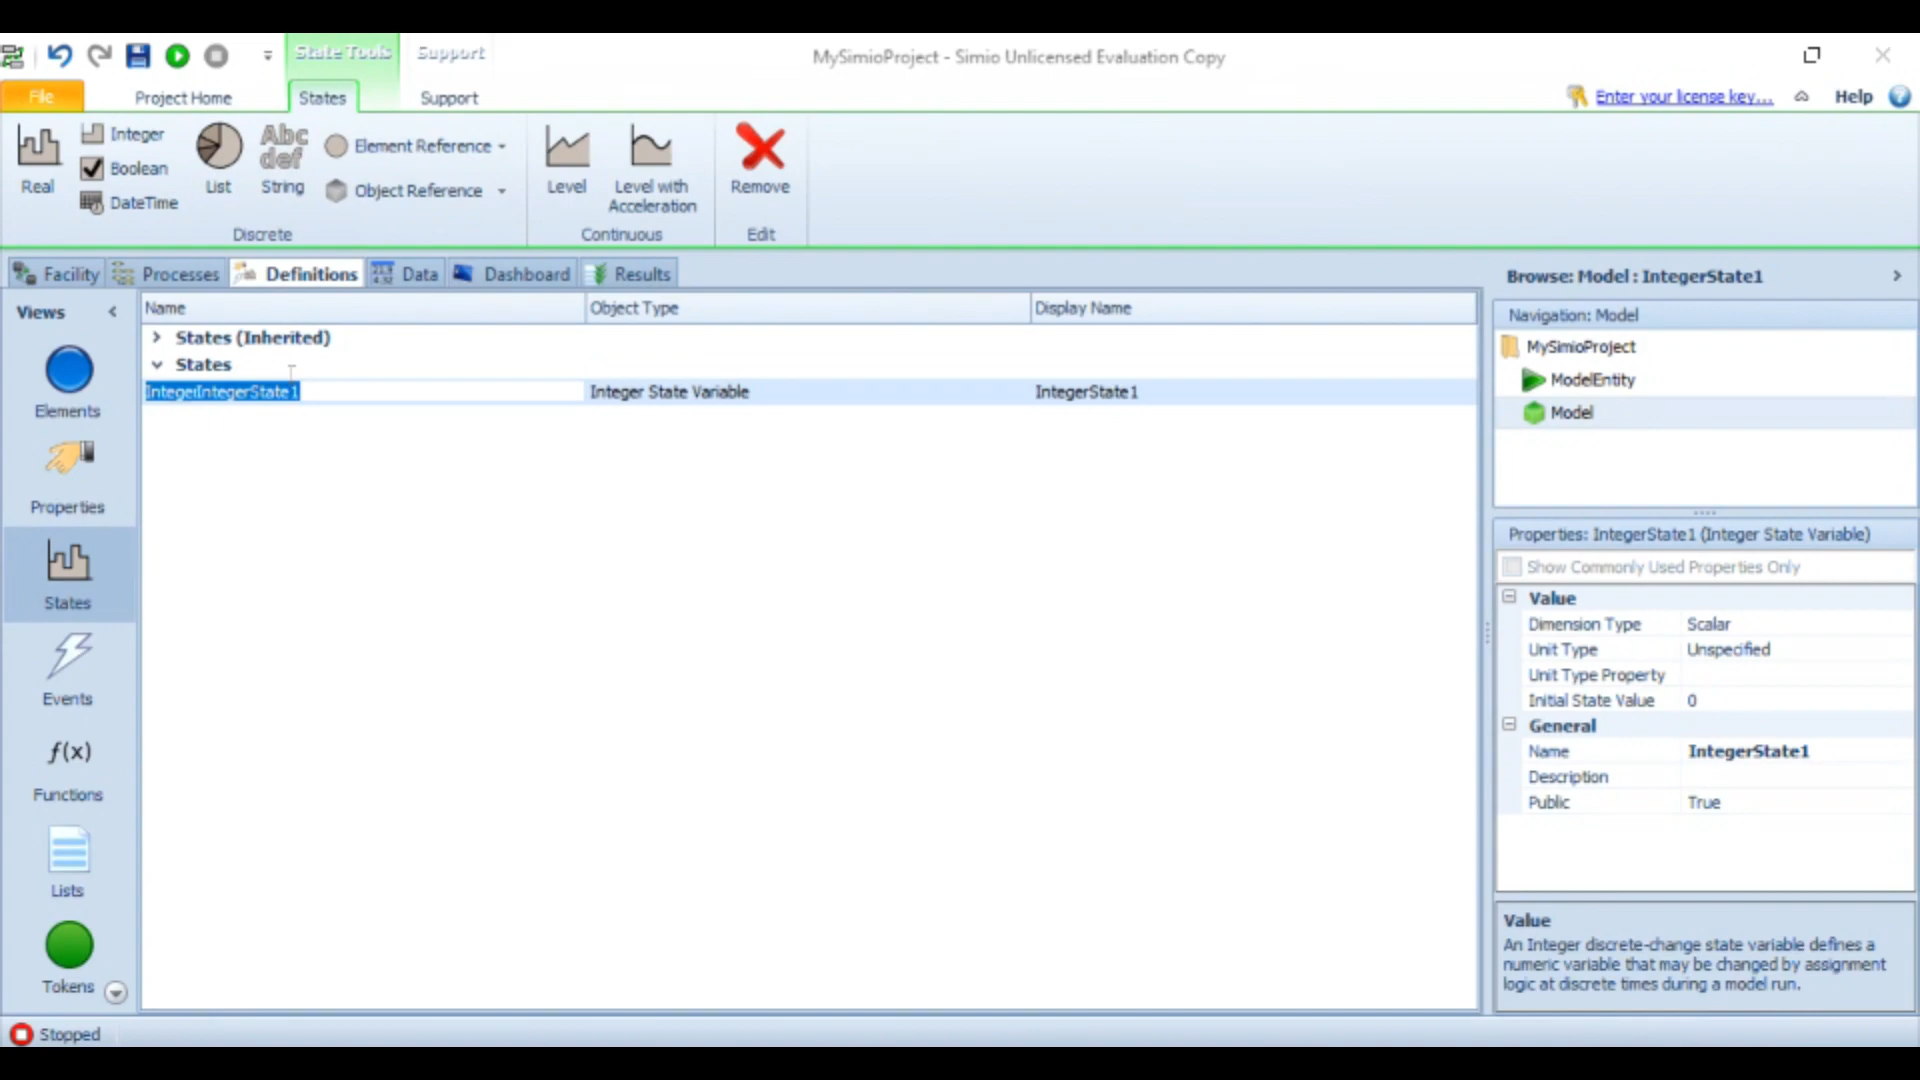 State Tools
Support
MySimioProject - Simio Unlicensed Evaluation Copy
File
Project Home
States
Support
Enter your license key...
Help
Real
Integer
Boolean
DateTime
List
Abc
def
String
Element Reference
Object Reference
Discrete
Level
Level with
Acceleration
Continuous
Remove
Edit
Facility
Processes
Definitions
Data
Dashboard
Results
Views
Elements
Properties
States
Events
f(x)
Functions
Lists
Tokens
Name
Object Type
Display Name
States (Inherited)
States
IntegerIntegerState1
Integer State Variable
IntegerState1
Browse: Model : IntegerState1
Navigation: Model
MySimioProject
ModelEntity
Model
Properties: IntegerState1 (Integer State Variable)
Show Commonly Used Properties Only
Value
Dimension Type Scalar
Unit Type Unspecified
Unit Type Property
Initial State Value 0
General
Name IntegerState1
Description
Public True
Value
An Integer discrete-change state variable defines a
numeric variable that may be changed by assignment
logic at discrete times during a model run.
Stopped